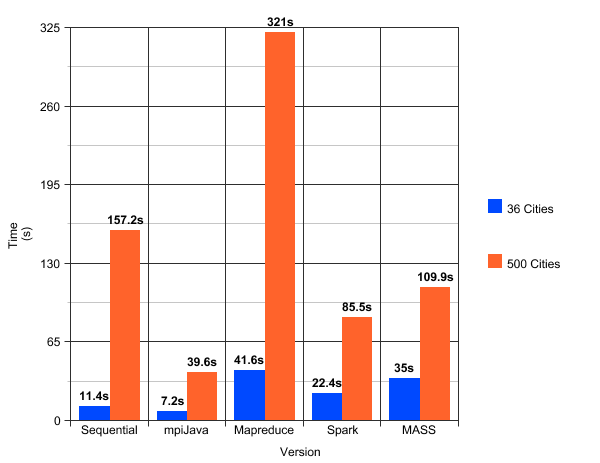 325
260
195
130
65
0
Time
(s)
321s
157.2s
109.9s
85.5s
39.6s
41.6s
35s
22.4s
11.4s
7.2s
Sequential
mpiJava
Mapreduce
Spark
MASS
Version
36 Cities
500 Cities